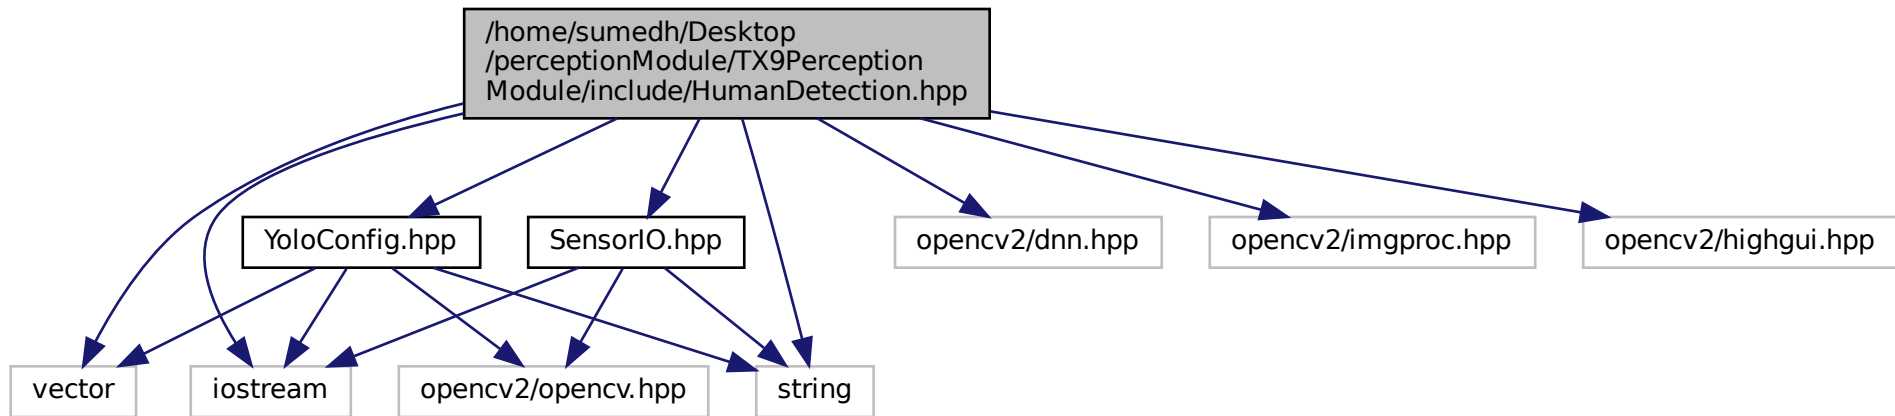 /home/sumedh/Desktop
/perceptionModule/TX9Perception
Module/include/HumanDetection.hpp
YoloConfig.hpp
SensorIO.hpp
opencv2/dnn.hpp
opencv2/imgproc.hpp
opencv2/highgui.hpp
vector
iostream
opencv2/opencv.hpp
string